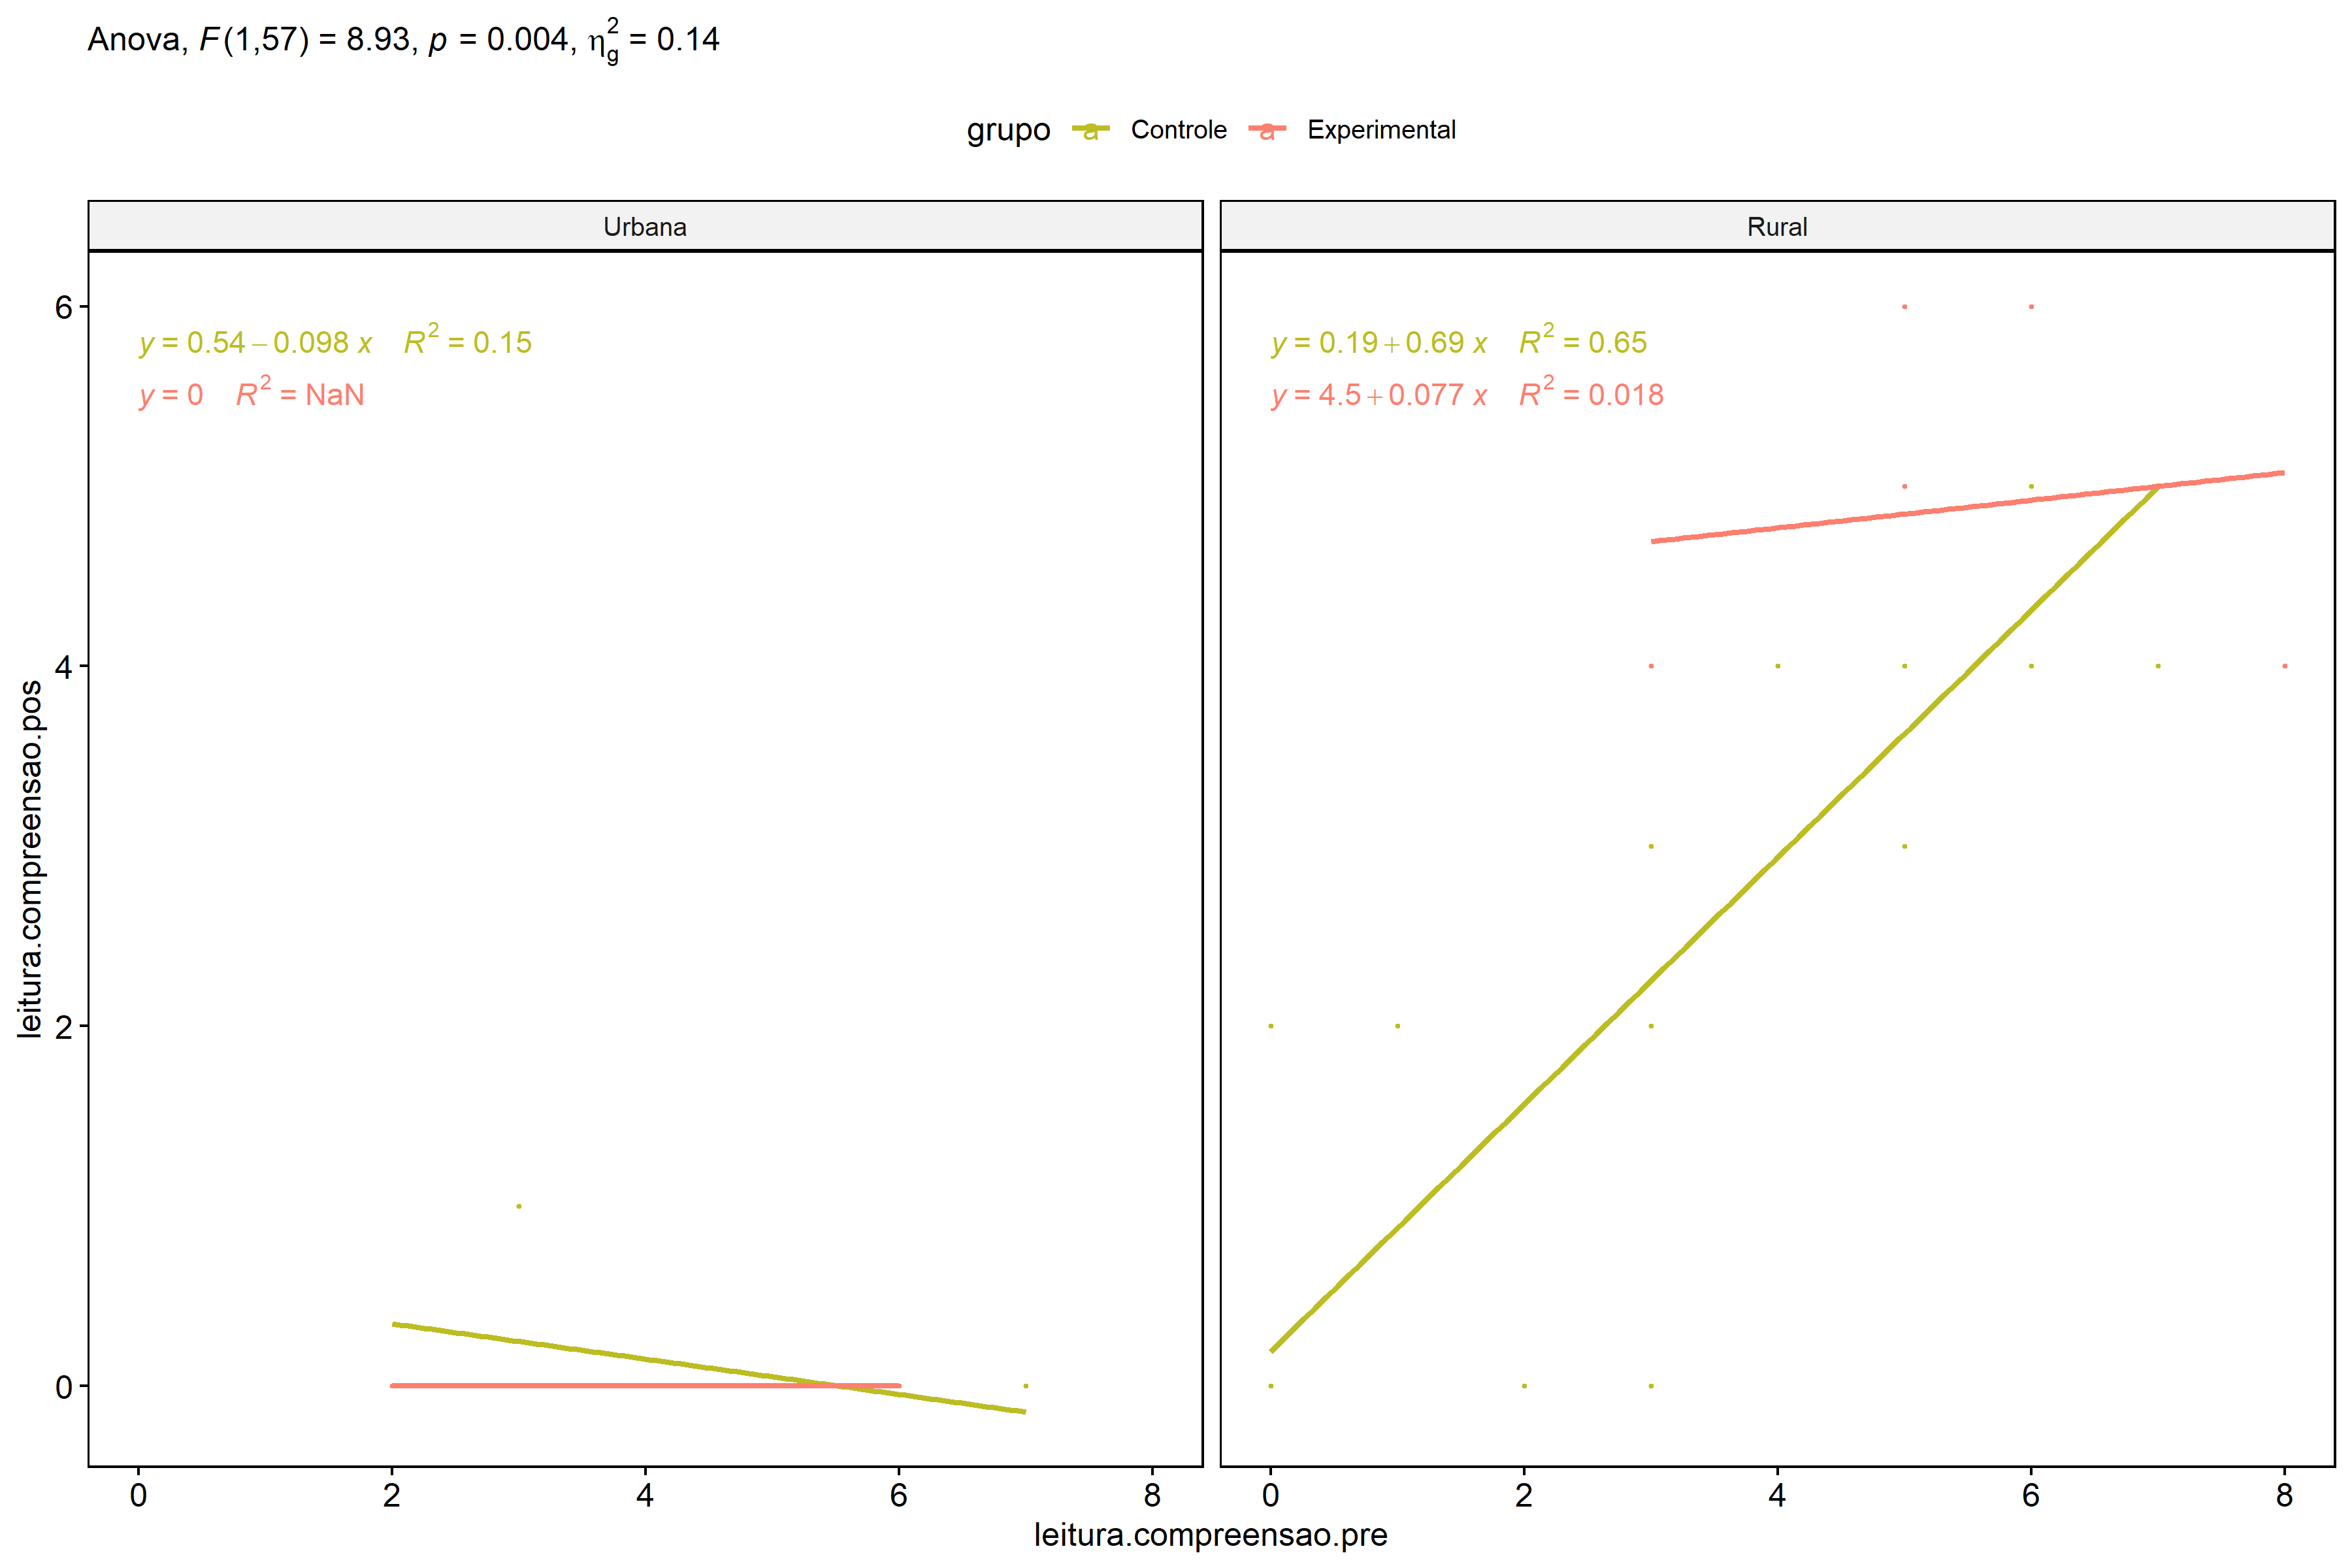 Anova, F(1,57) = 8.93, p = 0.004, η²g = 0.14
grupo a Controle a Experimental
Urbana
Rural
y = 0.54 − 0.098 x R² = 0.15
y = 0 R² = NaN
y = 0.19 + 0.69 x R² = 0.65
y = 4.5 + 0.077 x R² = 0.018
leitura.compreensao.pos
6
4
2
0
0 2 4 6 8
0 2 4 6 8
leitura.compreensao.pre